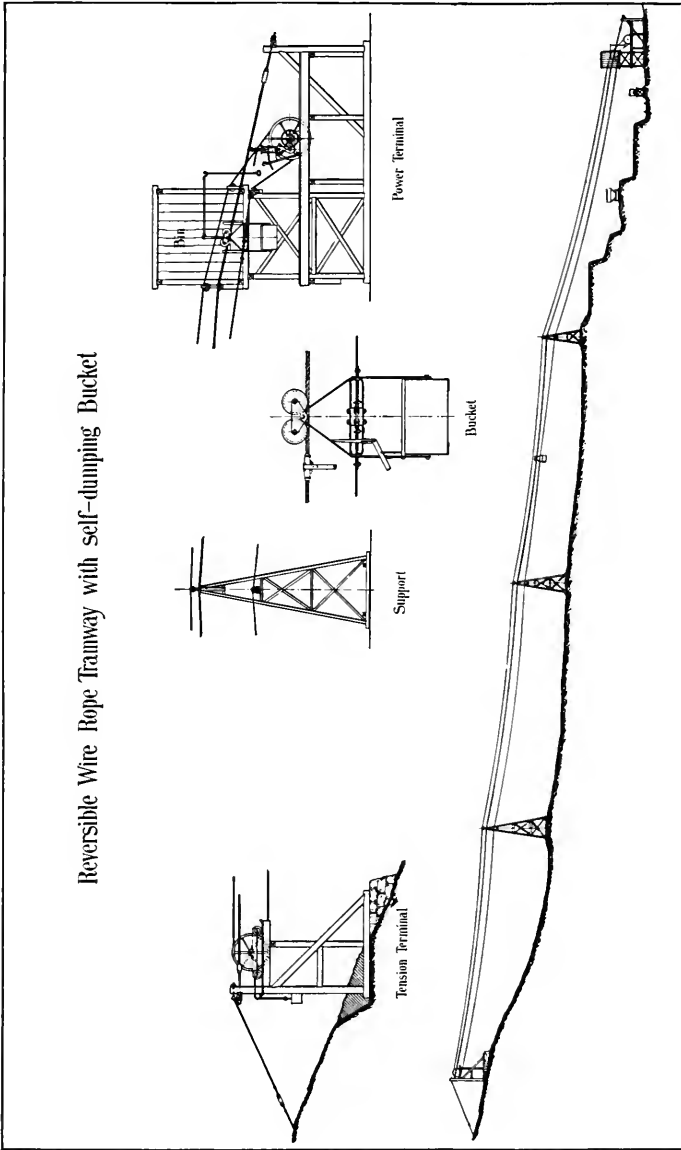 Reversible Wire Rope Tramway with self-dumping Bucket
Tension Terminal
Support
Bucket
Bin
Power Terminal